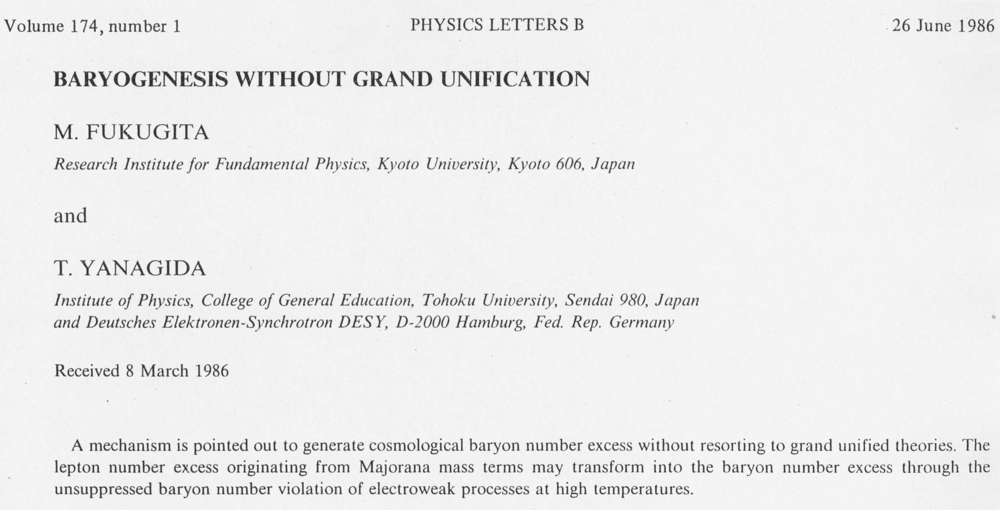 Volume 174, number 1 PHYSICS LETTERS B 26 June 1986
BARYOGENESIS WITHOUT GRAND UNIFICATION
M. FUKUGITA
Research Institute for Fundamental Physics, Kyoto University, Kyoto 606, Japan
and
T. YANAGIDA
Institute of Physics, College of General Education, Tohoku University, Sendai 980, Japan
and Deutsches Elektronen-Synchrotron DESY, D-2000 Hamburg, Fed. Rep. Germany
Received 8 March 1986
A mechanism is pointed out to generate cosmological baryon number excess without resorting to grand unified theories. The
lepton number excess originating from Majorana mass terms may transform into the baryon number excess through the
unsuppressed baryon number violation of electroweak processes at high temperatures.